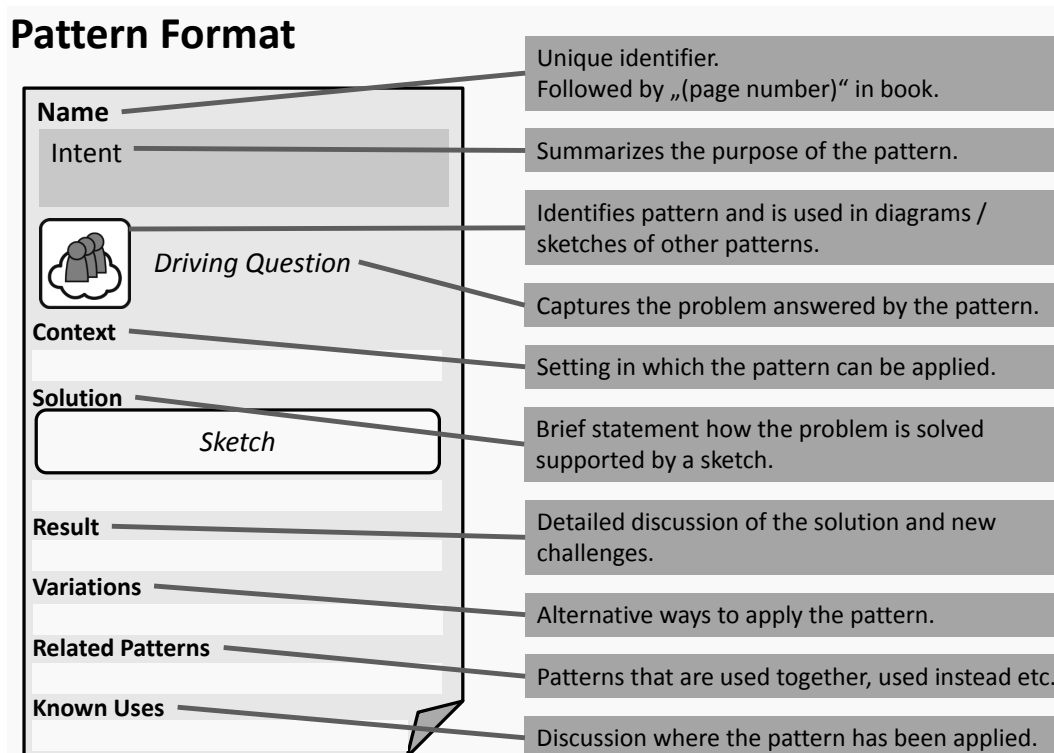 Pattern Format
Name
Unique identifier.
Followed by „(page number)“ in book.
Intent
Summarizes the purpose of the pattern.
Identifies pattern and is used in diagrams /
sketches of other patterns.
Driving Question
Captures the problem answered by the pattern.
Context
Setting in which the pattern can be applied.
Solution
Sketch
Brief statement how the problem is solved
supported by a sketch.
Result
Detailed discussion of the solution and new
challenges.
Variations
Alternative ways to apply the pattern.
Related Patterns
Patterns that are used together, used instead etc.
Known Uses
Discussion where the pattern has been applied.